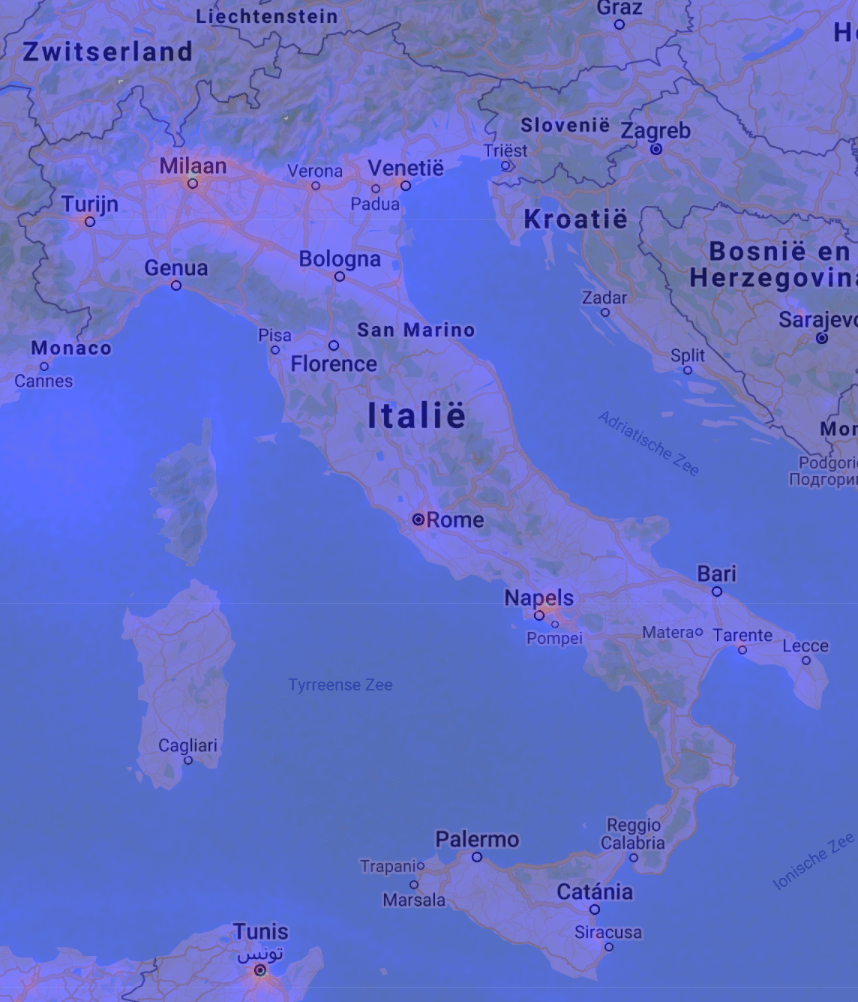 Graz
Liechtenstein
Zwitserland
Slovenië
Zagreb
Triëst
Milaan
Verona
Venetië
Padua
Turijn
Kroatië
Bosnië en
Herzegovina
Bologna
Genua
Zadar
Sarajevo
San Marino
Pisa
Florence
Monaco
Cannes
Split
Italië
Adriatische Zee
Mon
Podgori
Подгори
Rome
Bari
Napels
Pompei
Matera
Tarente
Lecce
Tyrreense Zee
Cagliari
Reggio
Calabria
Palermo
Trapani
Marsala
Catánia
Siracusa
Ionische Zee
Tunis
تونس